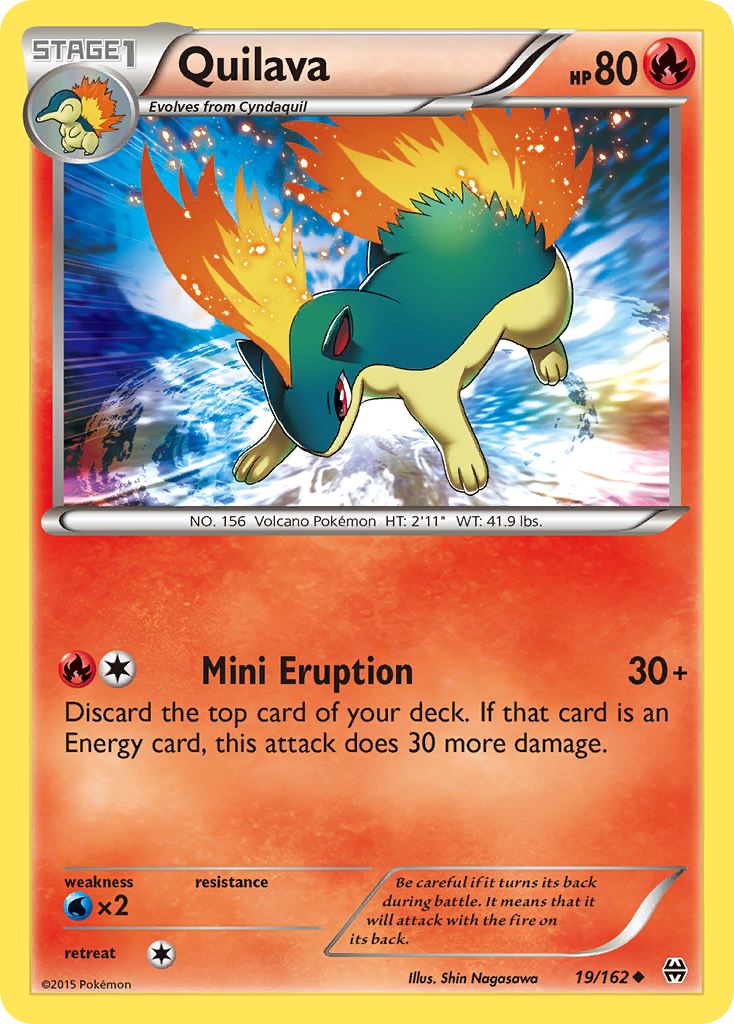 STAGE1
Quilava
HP80
Evolves from Cyndaquil
NO. 156 Volcano Pokémon HT: 2'11" WT: 41.9 lbs.
Mini Eruption 30+
Discard the top card of your deck. If that card is an
Energy card, this attack does 30 more damage.
weakness resistance
×2
retreat
Be careful if it turns its back
during battle. It means that it
will attack with the fire on
its back.
©2015 Pokémon
Illus. Shin Nagasawa
19/162